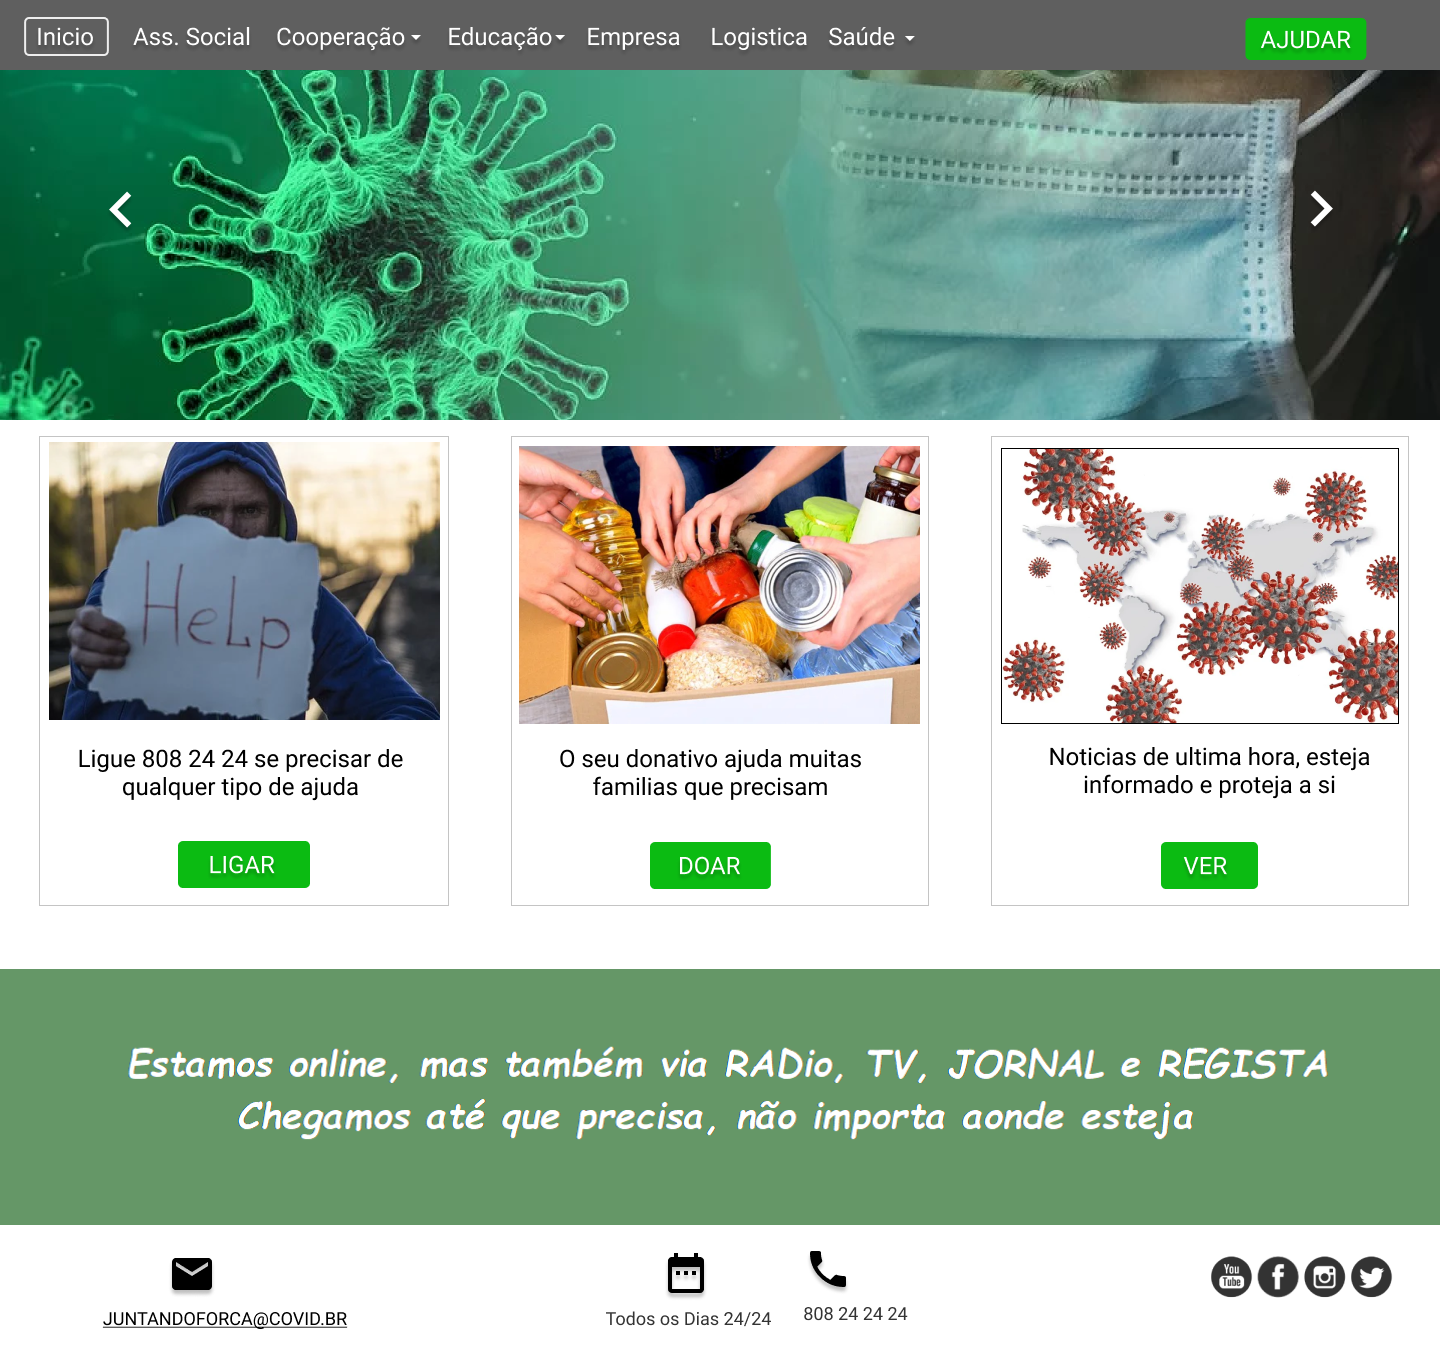 Inicio Ass. Social Cooperação Educação Empresa Logistica Saúde AJUDAR
Help
Ligue 808 24 24 se precisar de
qualquer tipo de ajuda
LIGAR
O seu donativo ajuda muitas
familias que precisam
DOAR
Noticias de ultima hora, esteja
informado e proteja a si
VER
Estamos online, mas também via RADio, TV, JORNAL e REGISTA
Chegamos até que precisa, não importa aonde esteja
JUNTANDOFORCA@COVID.BR
Todos os Dias 24/24
808 24 24 24
You
Tube